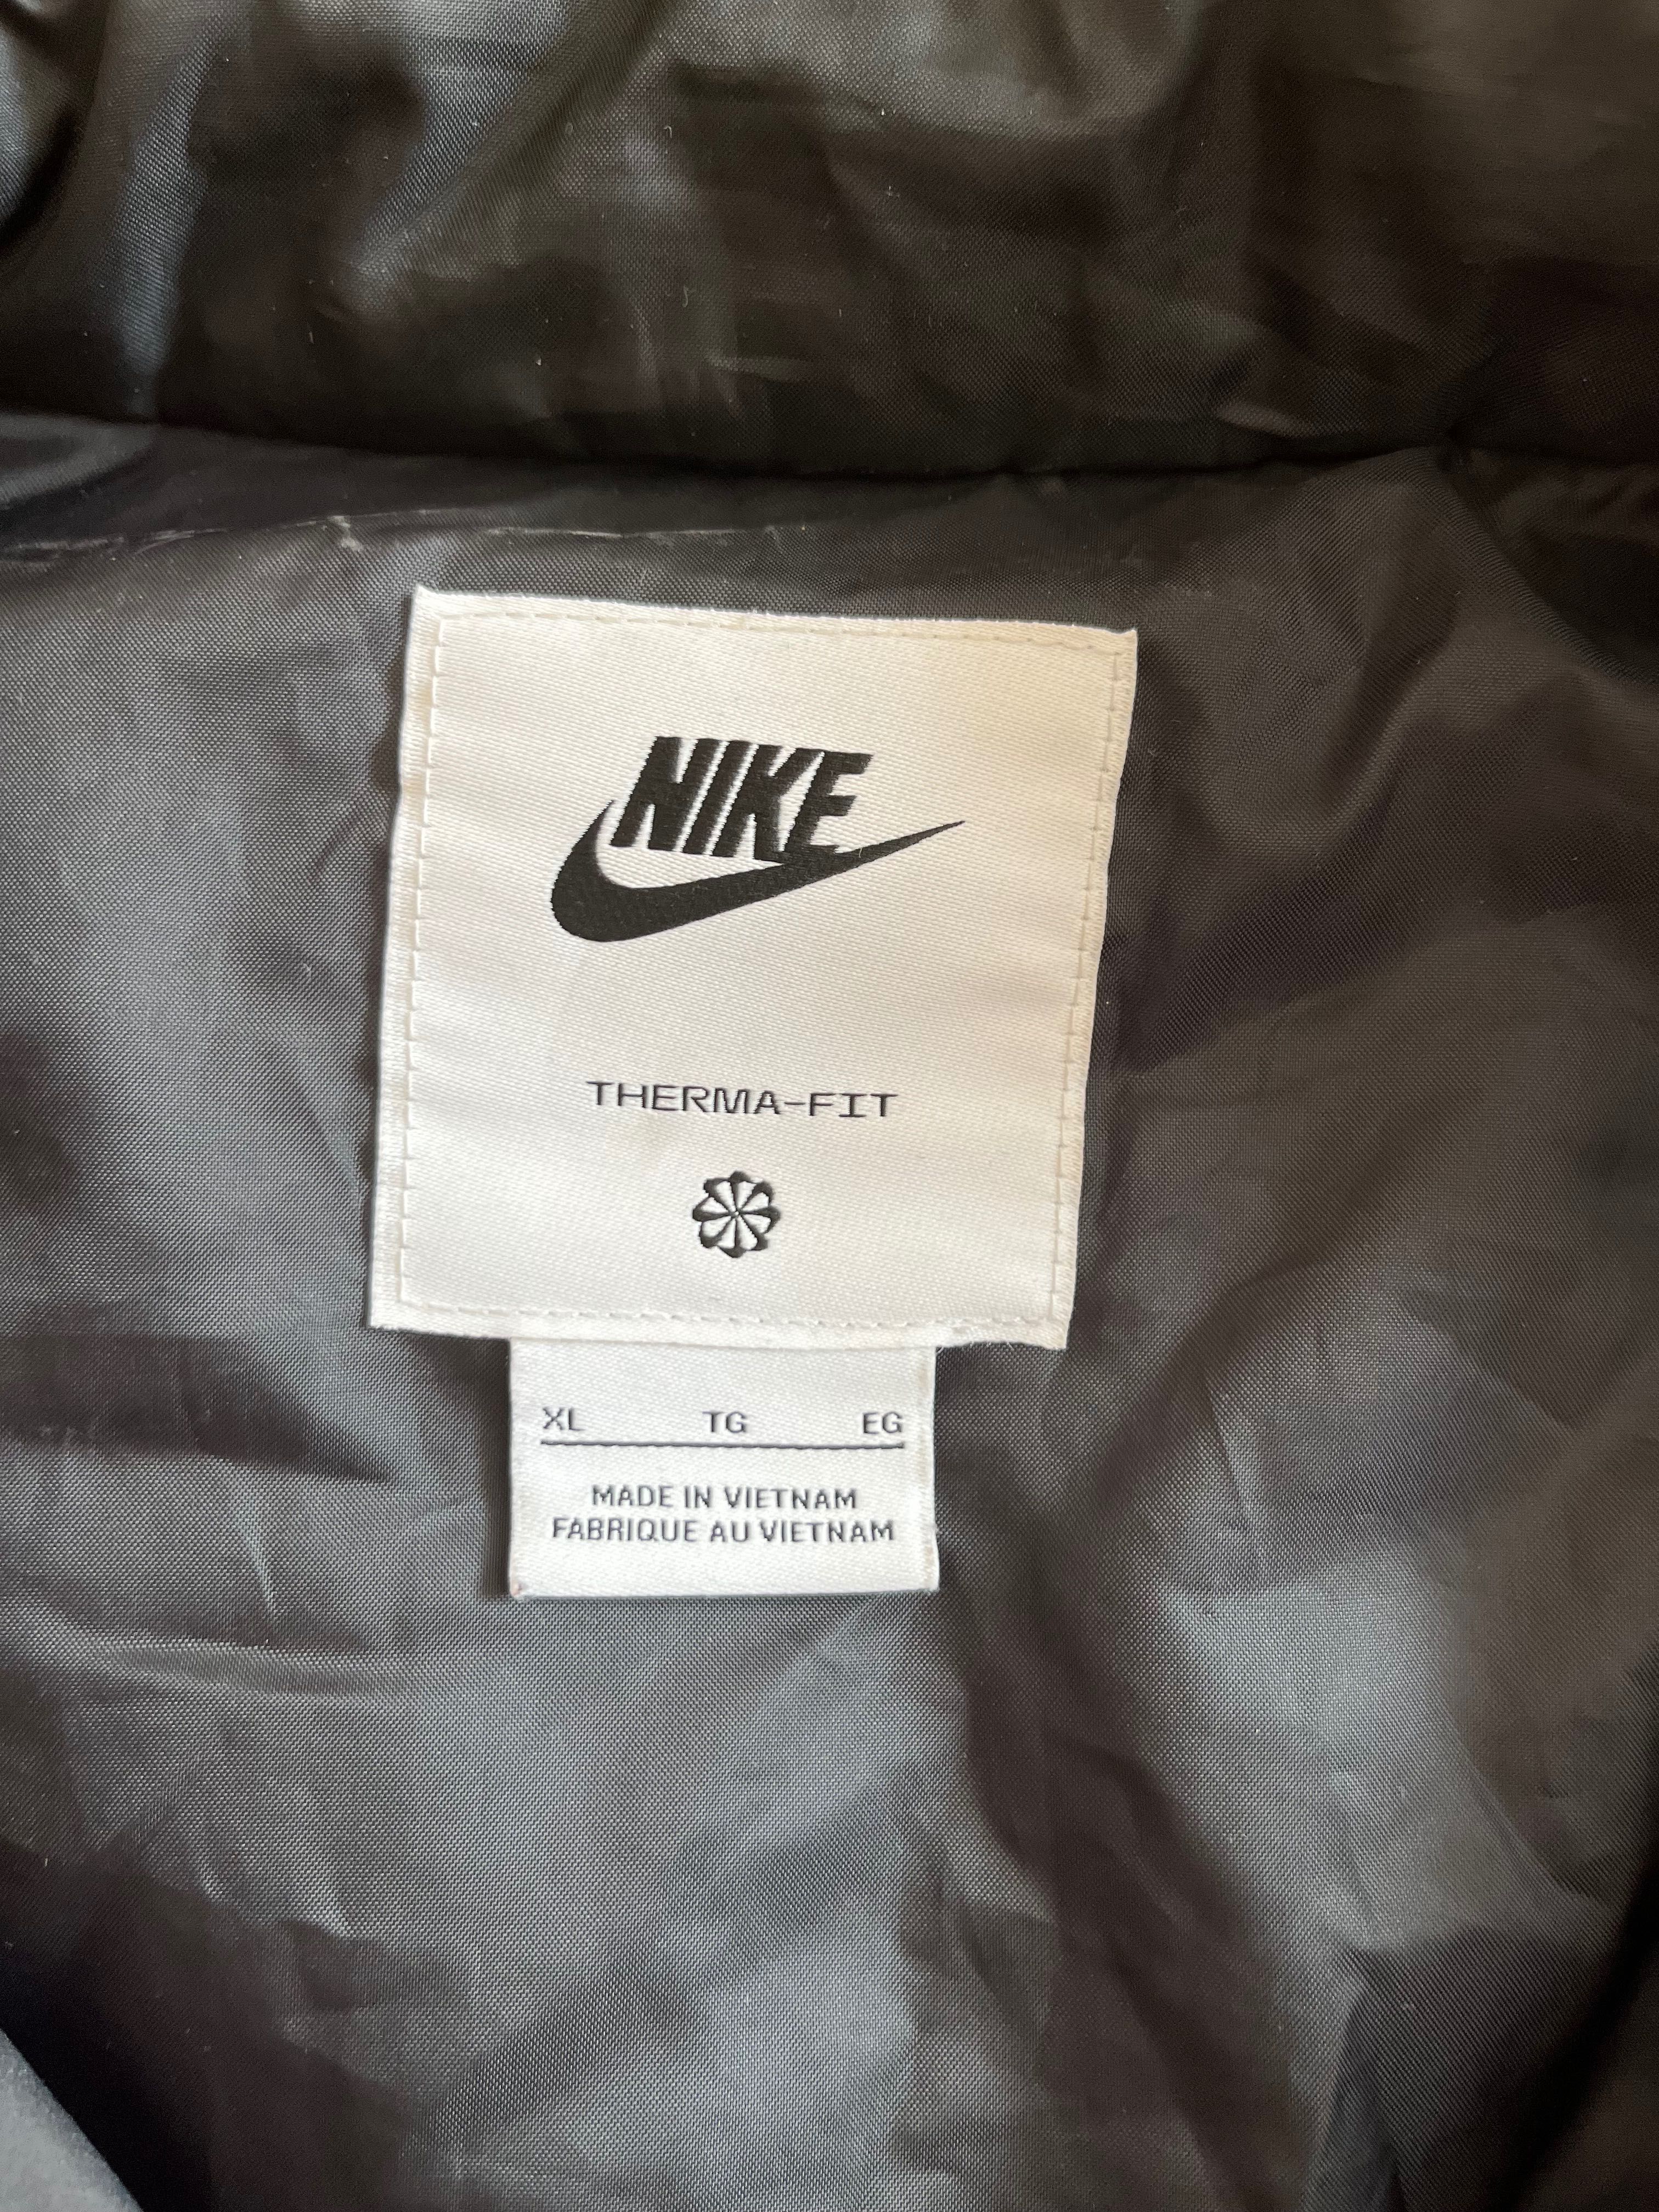 NIKE
THERMA-FIT
XL TG EG
MADE IN VIETNAM
FABRIQUE AU VIETNAM